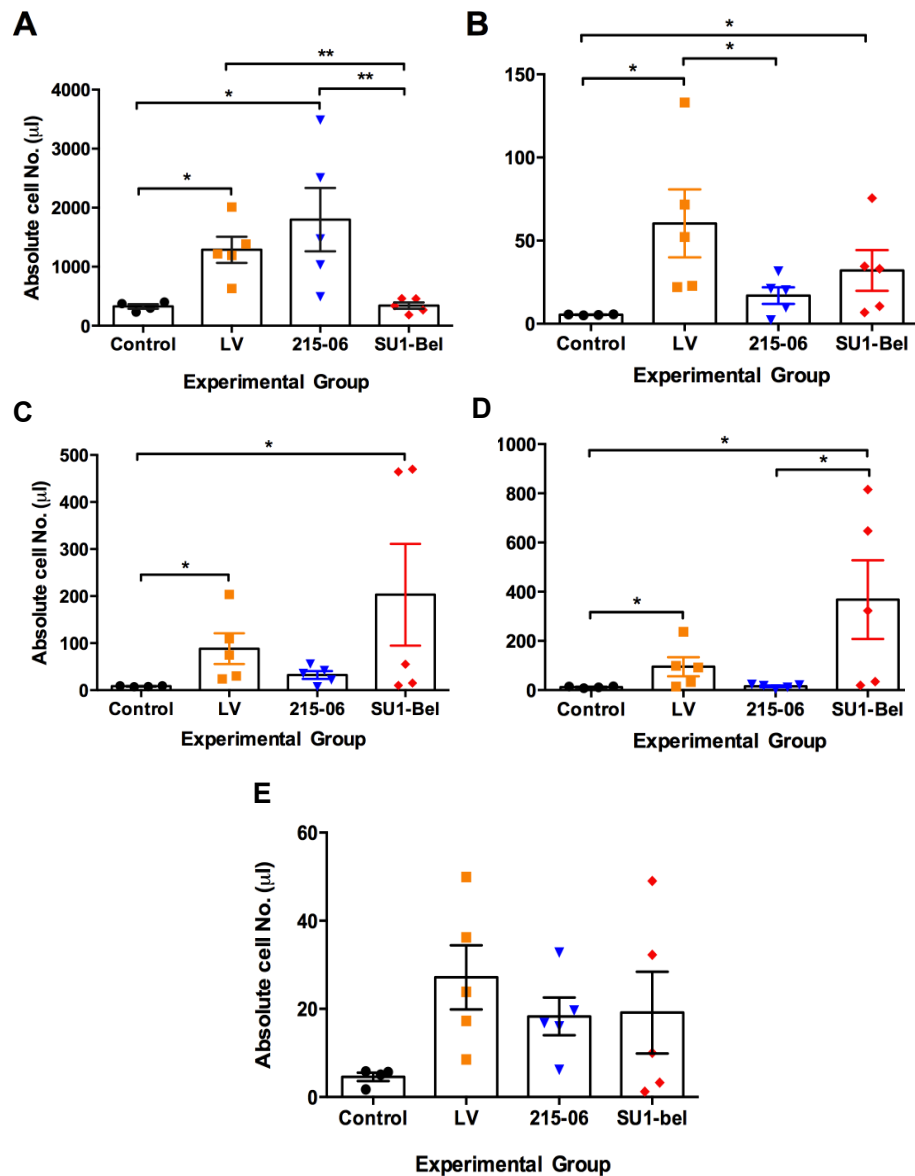 A
**
*
**
*
Absolute cell No. (µl)
4000
3000
2000
1000
0
Control LV 215-06 SU1-Bel
Experimental Group
B
*
*
*
150
100
50
0
Control LV 215-06 SU1-Bel
Experimental Group
C
*
*
Absolute cell No. (µl)
500
400
300
200
100
0
Control LV 215-06 SU1-Bel
Experimental Group
D
*
*
*
1000
800
600
400
200
0
Control LV 215-06 SU1-Bel
Experimental Group
E
Absolute cell No. (µl)
60
40
20
0
Control LV 215-06 SU1-bel
Experimental Group